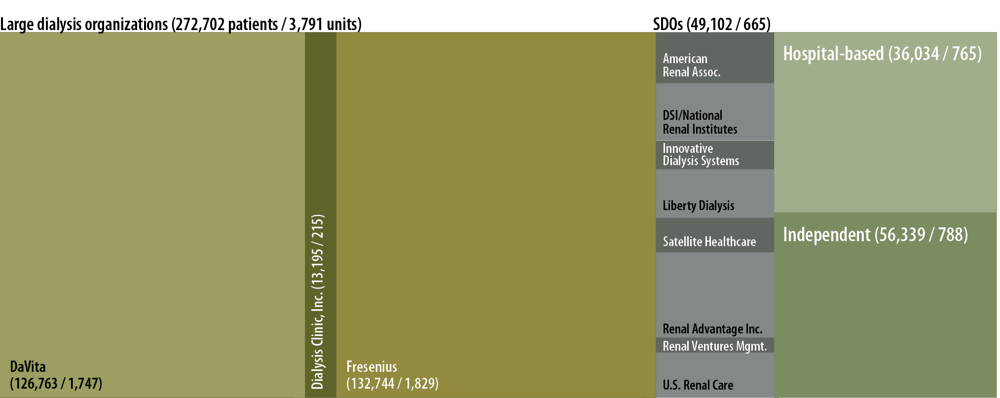 Large dialysis organizations (272,702 patients / 3,791 units)
DaVita
(126,763 / 1,747)
Dialysis Clinic, Inc. (13,195 / 215)
Fresenius
(132,744 / 1,829)
SDOs (49,102 / 665)
American
Renal Assoc.
DSI/National
Renal Institutes
Innovative
Dialysis Systems
Liberty Dialysis
Satellite Healthcare
Renal Advantage Inc.
Renal Ventures Mgmt.
U.S. Renal Care
Hospital-based (36,034 / 765)
Independent (56,339 / 788)